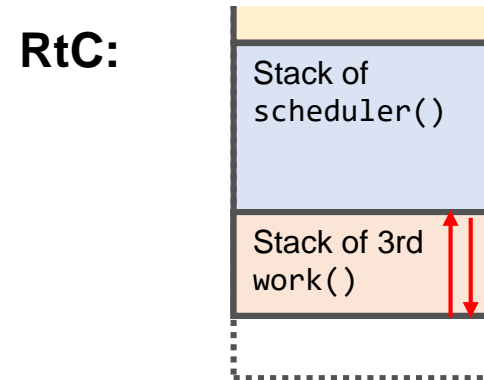 RtC:
Stack of
scheduler()
Stack of 3rd
work()